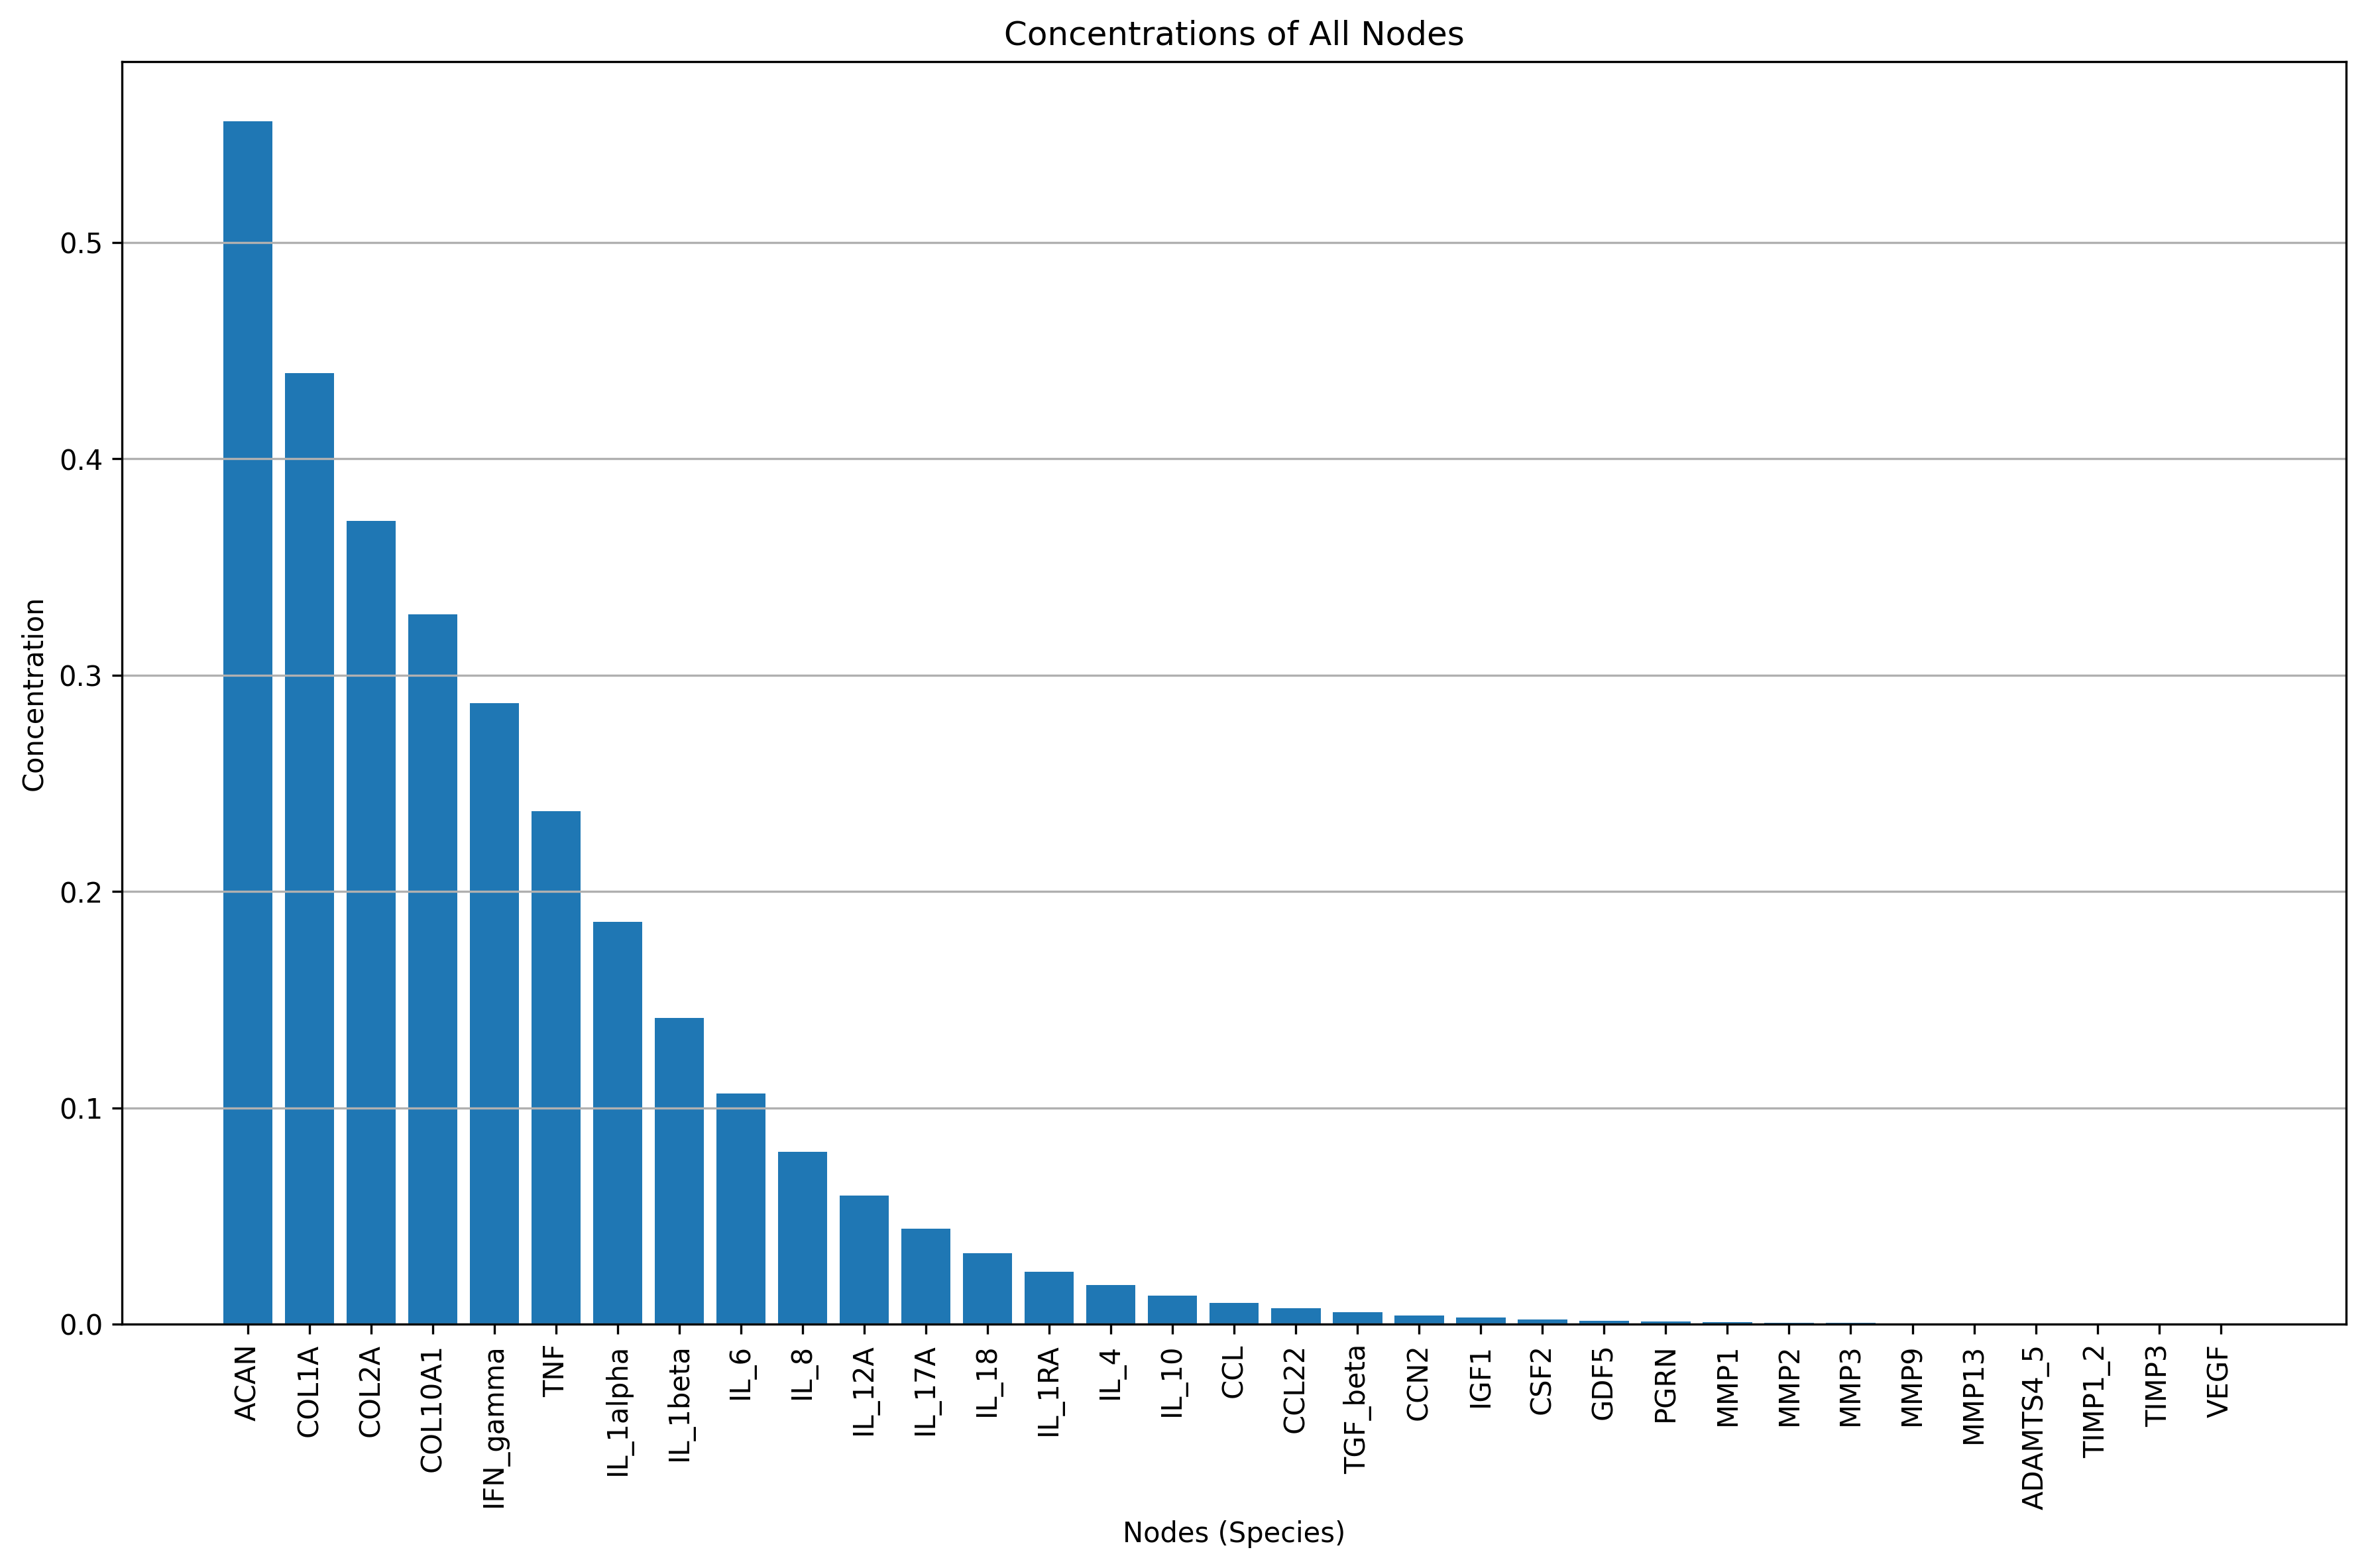 Concentrations of All Nodes
Concentration
0.5
0.4
0.3
0.2
0.1
0.0
ACAN
COL1A
COL2A
COL10A1
IFN_gamma
TNF
IL_1alpha
IL_1beta
IL_6
IL_8
IL_12A
IL_17A
IL_18
IL_1RA
IL_4
IL_10
CCL
CCL22
TGF_beta
CCN2
IGF1
CSF2
GDF5
PGRN
MMP1
MMP2
MMP3
MMP9
MMP13
ADAMTS4_5
TIMP1_2
TIMP3
VEGF
Nodes (Species)